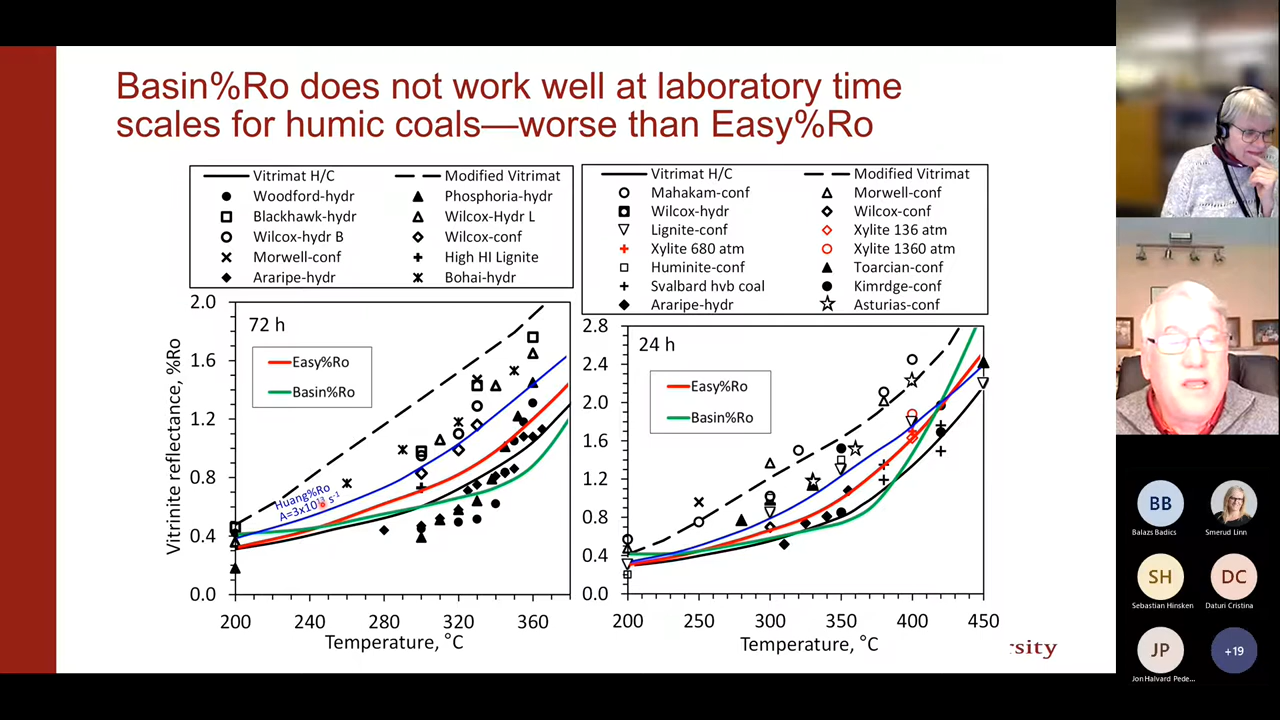 Basin%Ro does not work well at laboratory time
scales for humic coals—worse than Easy%Ro
Vitrimat H/C
Modified Vitrimat
Woodford-hydr
Phosphoria-hydr
Blackhawk-hydr
Wilcox-Hydr L
Wilcox-hydr B
Wilcox-conf
Morwell-conf
High HI Lignite
Araripe-hydr
Bohai-hydr
Vitrimat H/C
Modified Vitrimat
Mahakam-conf
Morwell-conf
Wilcox-hydr
Wilcox-conf
Lignite-conf
Xylite 136 atm
Xylite 680 atm
Xylite 1360 atm
Huminite-conf
Toarcian-conf
Svalbard hvb coal
Kimrdge-conf
Araripe-hydr
Asturias-conf
Vitrinite reflectance, %Ro
2.0
1.6
1.2
0.8
0.4
0.0
72 h
Easy%Ro
Basin%Ro
Huang%Ro
200
240
280
320
360
Temperature, °C
2.8
2.4
2.0
1.6
1.2
0.8
0.4
0.0
24 h
Easy%Ro
Basin%Ro
200
250
300
350
400
450
Temperature, °C
rsity
BB
Balazs Badics
Smerud Linn
SH
Sebastian Hinsken
DC
Daturi Cristina
JP
Jon Halvard Pede...
+19